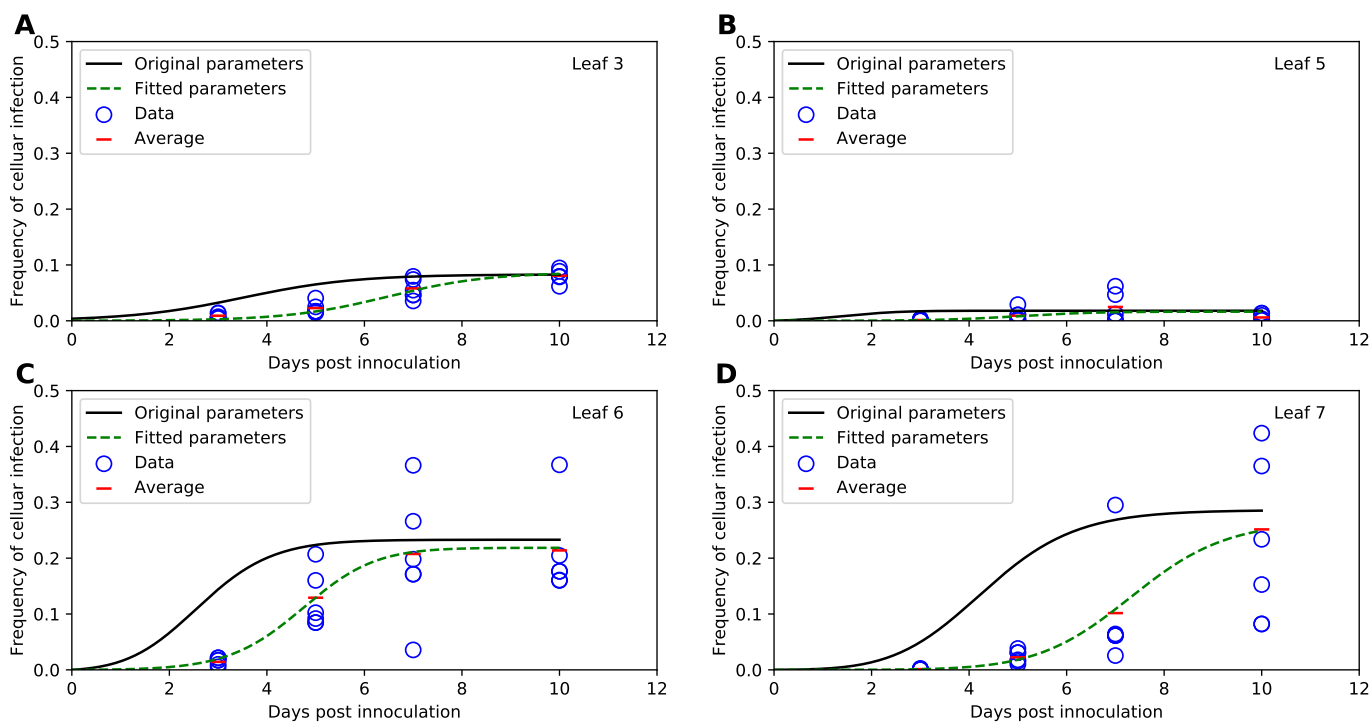 A
Frequency of celluar infection
0.5
0.4
0.3
0.2
0.1
0.0
Original parameters
Fitted parameters
Data
Average
Leaf 3
0 2 4 6 8 10 12
Days post innoculation
B
Frequency of celluar infection
0.5
0.4
0.3
0.2
0.1
0.0
Original parameters
Fitted parameters
Data
Average
Leaf 5
0 2 4 6 8 10 12
Days post innoculation
C
Frequency of celluar infection
0.5
0.4
0.3
0.2
0.1
0.0
Original parameters
Fitted parameters
Data
Average
Leaf 6
0 2 4 6 8 10 12
Days post innoculation
D
Frequency of celluar infection
0.5
0.4
0.3
0.2
0.1
0.0
Original parameters
Fitted parameters
Data
Average
Leaf 7
0 2 4 6 8 10 12
Days post innoculation